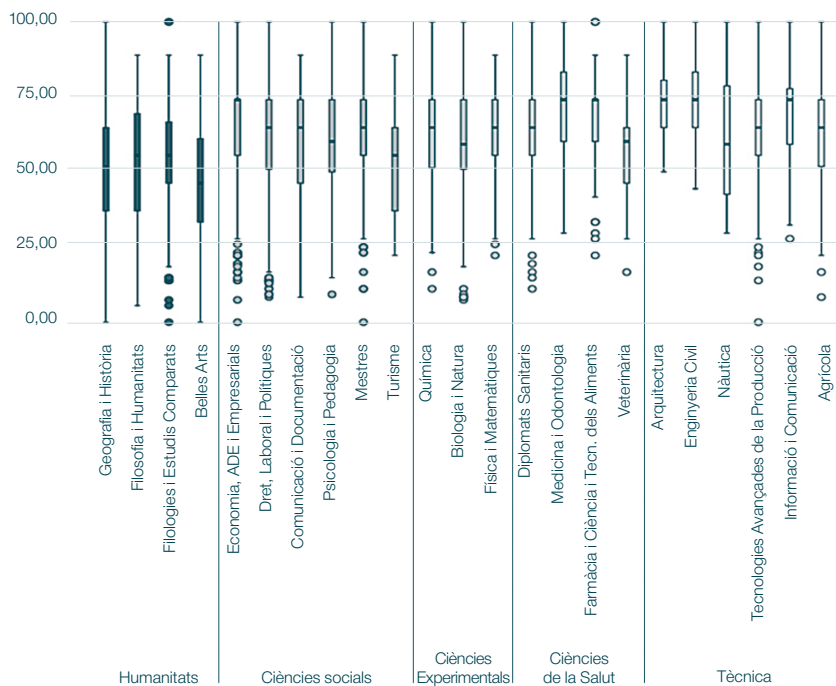 100,00
75,00
50,00
25,00
0,00
Geografia i Història
Filosofia i Humanitats
Filologies i Estudis Comparats
Belles Arts
Economia, ADE i Empresarials
Dret, Laboral i Polítiques
Comunicació i Documentació
Psicologia i Pedagogia
Mestres
Turisme
Química
Biologia i Natura
Física i Matemàtiques
Diplomats Sanitaris
Medicina i Odontologia
Farmàcia i Ciència i Tecn. dels Aliments
Veterinària
Arquitectura
Enginyeria Civil
Nàutica
Tecnologies Avançades de la Producció
Informació i Comunicació
Agrícola
Humanitats
Ciències socials
Ciències
Experimentals
Ciències
de la Salut
Tècnica